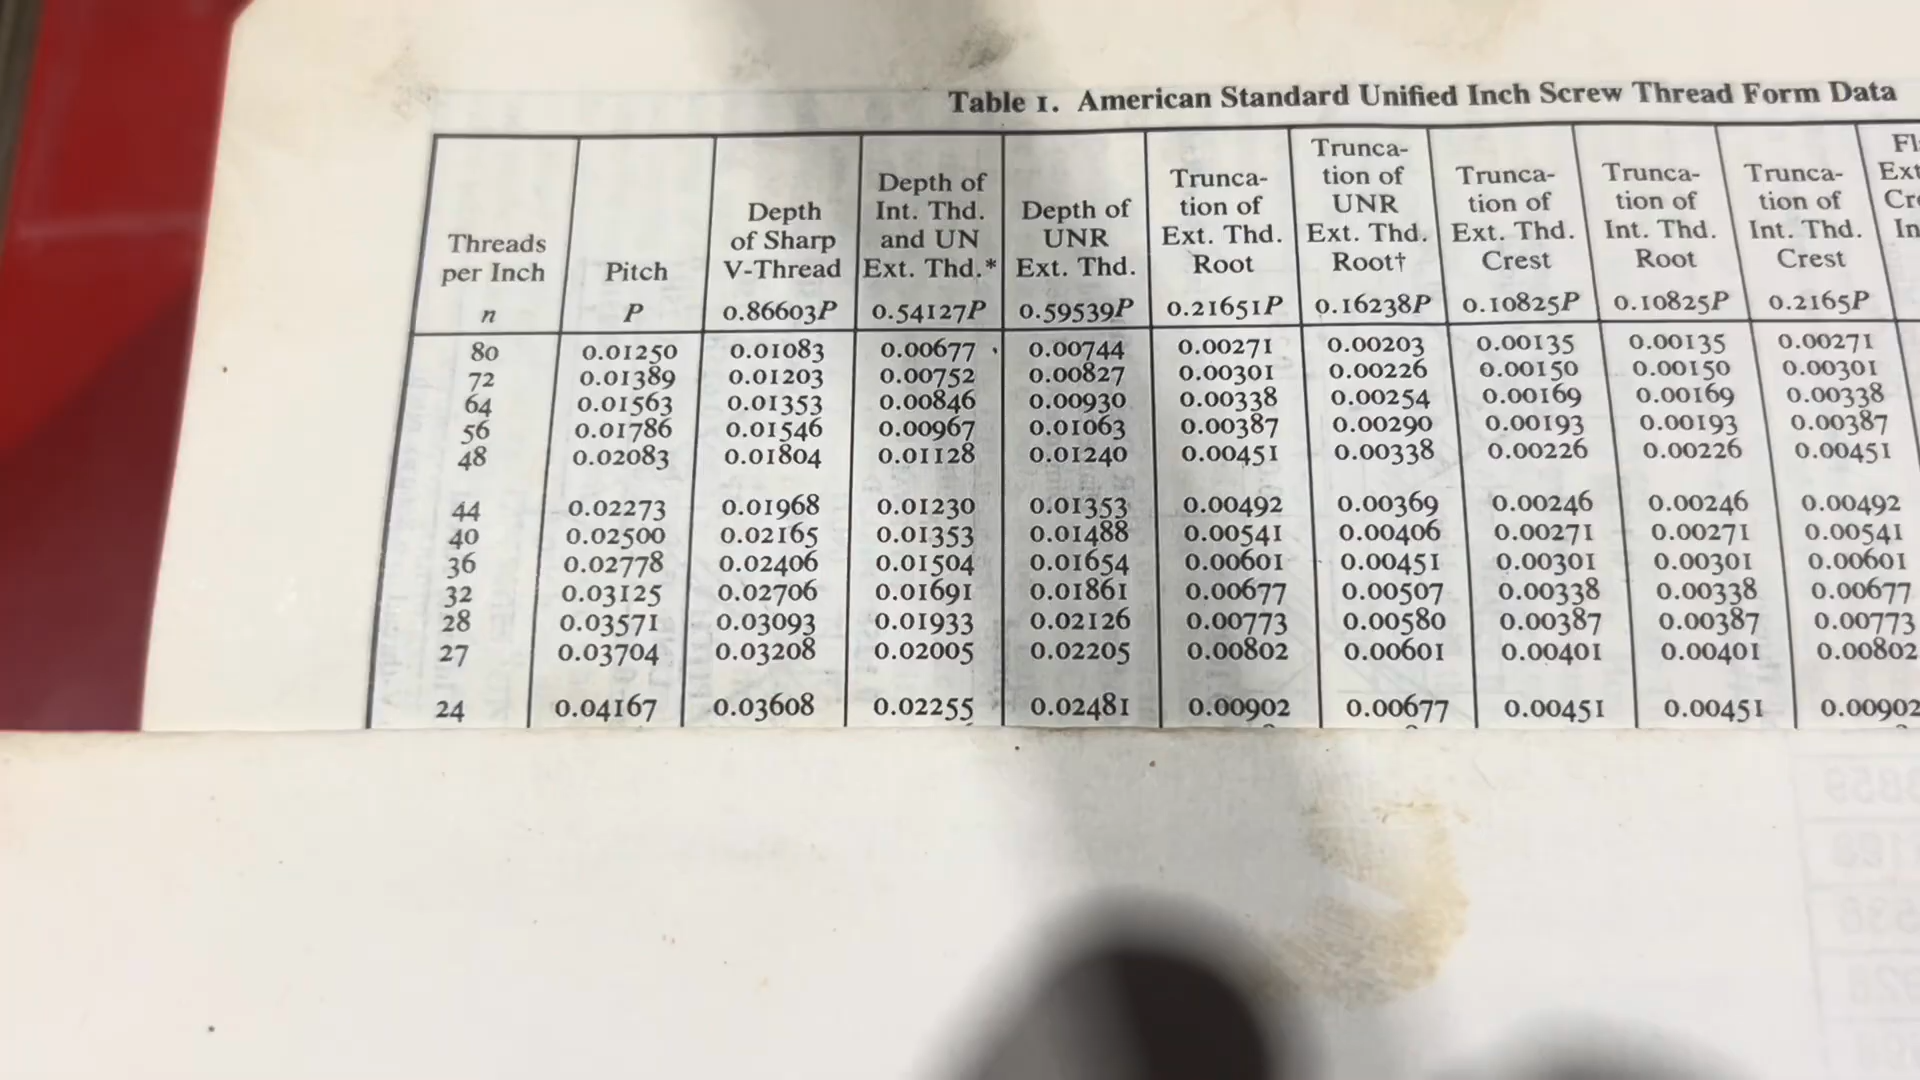 Table 1. American Standard Unified Inch Screw Thread Form Data
Threads per Inch | Pitch | Depth of Sharp V-Thread | Depth of Int. Thd. and UN Ext. Thd.* | Depth of UNR Ext. Thd. | Trunca-tion of Ext. Thd. Root | Trunca-tion of UNR Ext. Thd. Root† | Trunca-tion of Ext. Thd. Crest | Trunca-tion of Int. Thd. Root | Trunca-tion of Int. Thd. Crest
n P 0.86603P 0.54127P 0.59539P 0.21651P 0.16238P 0.10825P 0.10825P 0.2165P
80 0.01250 0.01083 0.00677 0.00744 0.00271 0.00203 0.00135 0.00135 0.00271
72 0.01389 0.01203 0.00752 0.00827 0.00301 0.00226 0.00150 0.00150 0.00301
64 0.01563 0.01353 0.00846 0.00930 0.00338 0.00254 0.00169 0.00169 0.00338
56 0.01786 0.01546 0.00967 0.01063 0.00387 0.00290 0.00193 0.00193 0.00387
48 0.02083 0.01804 0.01128 0.01240 0.00451 0.00338 0.00226 0.00226 0.00451
44 0.02273 0.01968 0.01230 0.01353 0.00492 0.00369 0.00246 0.00246 0.00492
40 0.02500 0.02165 0.01353 0.01488 0.00541 0.00406 0.00271 0.00271 0.00541
36 0.02778 0.02406 0.01504 0.01654 0.00601 0.00451 0.00301 0.00301 0.00601
32 0.03125 0.02706 0.01691 0.01861 0.00677 0.00507 0.00338 0.00338 0.00677
28 0.03571 0.03093 0.01933 0.02126 0.00773 0.00580 0.00387 0.00387 0.00773
27 0.03704 0.03208 0.02005 0.02205 0.00802 0.00601 0.00401 0.00401 0.00802
24 0.04167 0.03608 0.02255 0.02481 0.00902 0.00677 0.00451 0.00451 0.00902